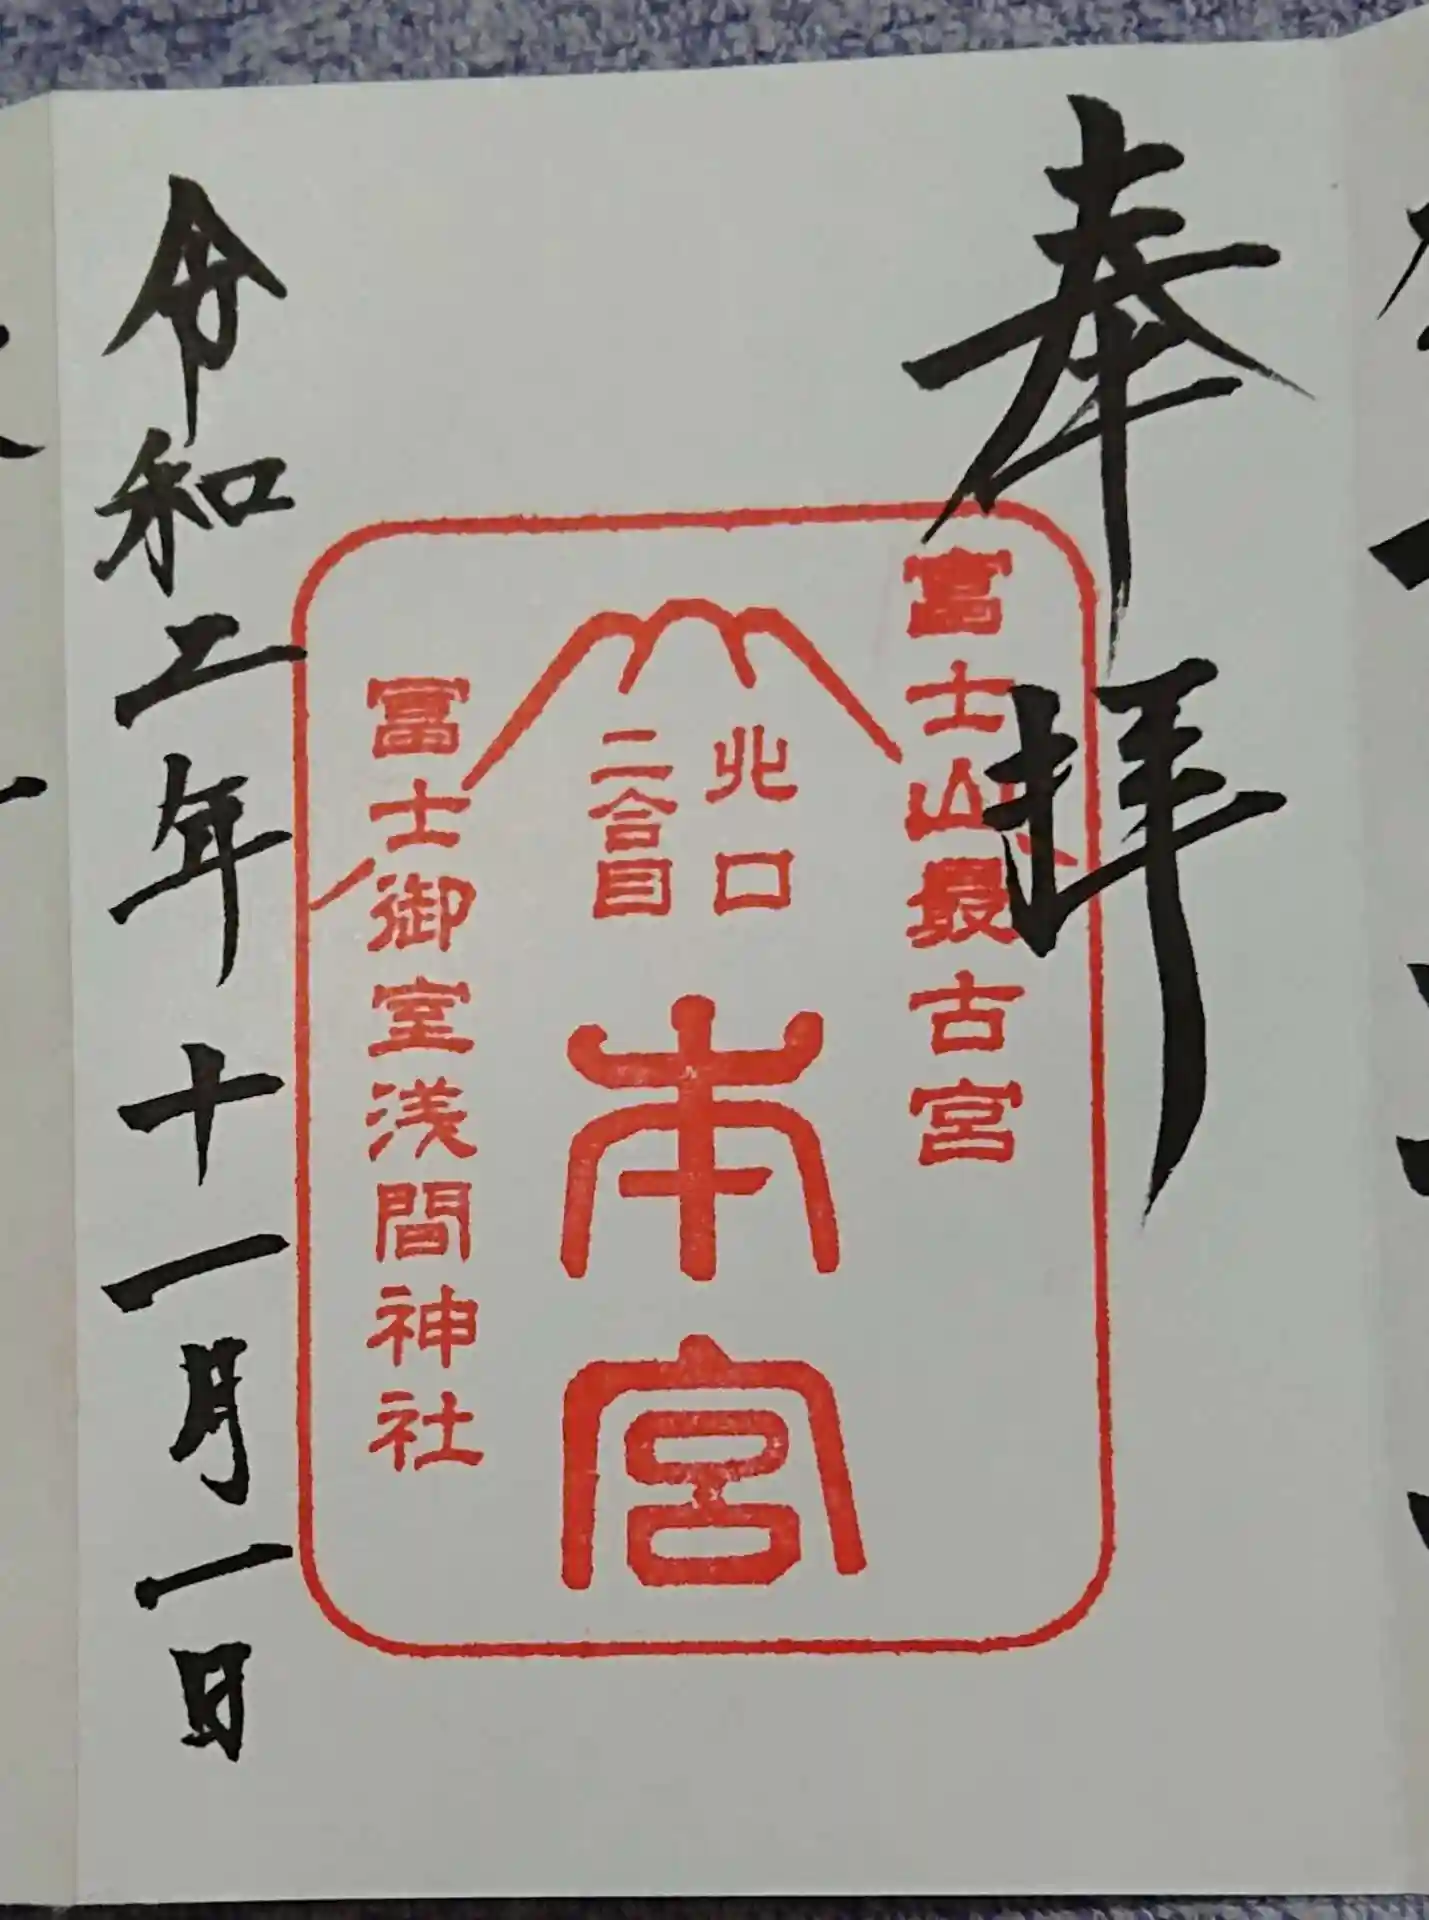 奉拝
富士山最古宮
北口
二合目
本宮
冨士御室浅間神社
令和二年十一月一日